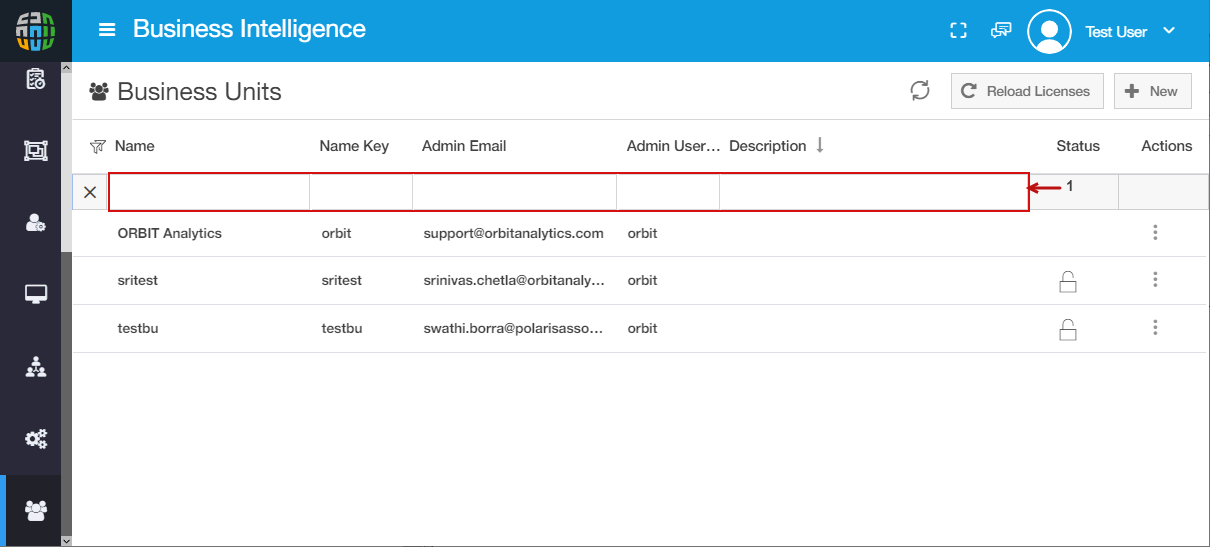 Business Intelligence
Test User
Business Units
Reload Licenses
New
Name Name Key Admin Email Admin User... Description Status Actions
1
ORBIT Analytics orbit support@orbitanalytics.com orbit
sritest sritest srinivas.chetla@orbitanaly... orbit
testbu testbu swathi.borra@polarisasso... orbit